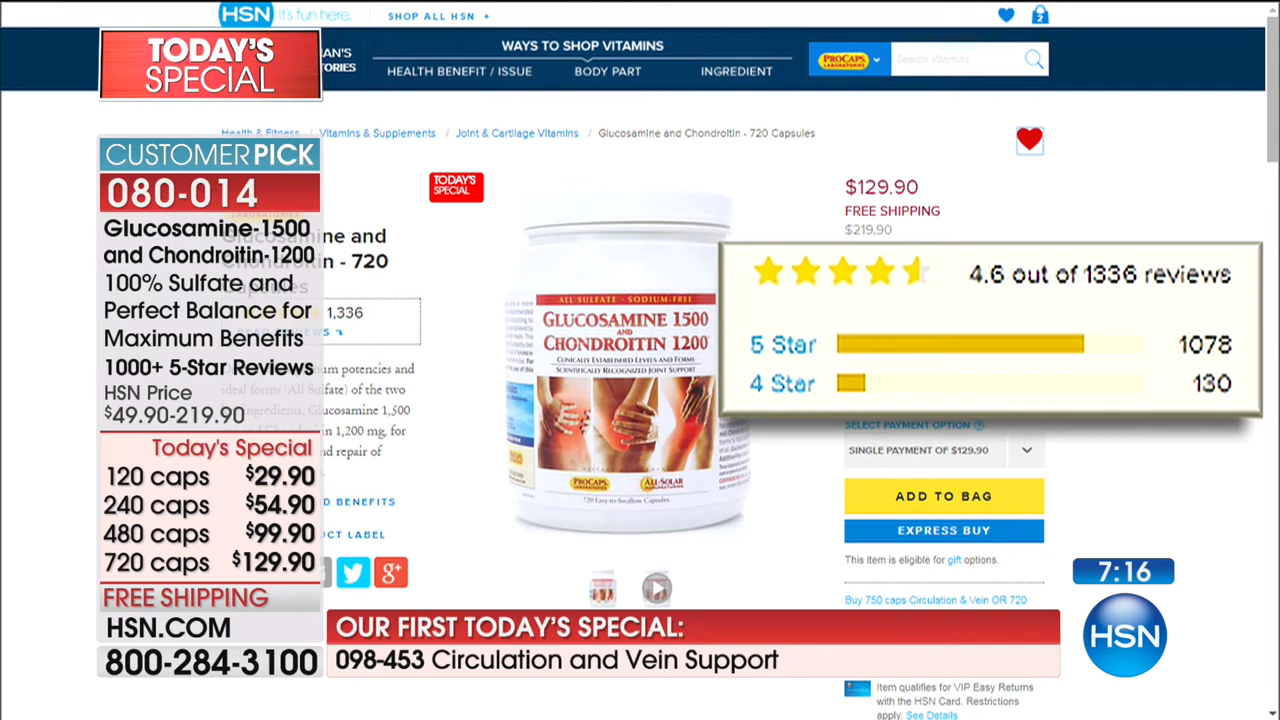 HSN it's fun here.
SHOP ALL HSN +
2
TODAY'S
SPECIAL
WAYS TO SHOP VITAMINS
HEALTH BENEFIT / ISSUE
BODY PART
INGREDIENT
PROCAPS
LABORATORIES
Search Vitamins
Health & Fitness / Vitamins & Supplements / Joint & Cartilage Vitamins / Glucosamine and Chondroitin - 720 Capsules
CUSTOMER PICK
080-014
Glucosamine-1500
and Chondroitin-1200
100% Sulfate and
Perfect Balance for
Maximum Benefits
1000+ 5-Star Reviews
HSN Price
$49.90-219.90
Today's Special
120 caps $29.90
240 caps $54.90
480 caps $99.90
720 caps $129.90
FREE SHIPPING
HSN.COM
800-284-3100
TODAY'S
SPECIAL
1,336
ALL SULFATE · SODIUM-FREE
GLUCOSAMINE 1500
AND
CHONDROITIN 1200
CLINICALLY ESTABLISHED LEVELS AND FORMS
SCIENTIFICALLY RECOGNIZED JOINT SUPPORT
PROCAPS
LABORATORIES
ALL-SOLAR
MANUFACTURING
720 Easy-to-Swallow Capsules
$129.90
FREE SHIPPING
$219.90
4.6 out of 1336 reviews
5 Star 1078
4 Star 130
SELECT PAYMENT OPTION ?
SINGLE PAYMENT OF $129.90
ADD TO BAG
EXPRESS BUY
This item is eligible for gift options.
Buy 750 caps Circulation & Vein OR 720
g+
7:16
HSN
OUR FIRST TODAY'S SPECIAL:
098-453 Circulation and Vein Support
Item qualifies for VIP Easy Returns
with the HSN Card. Restrictions
apply. See Details